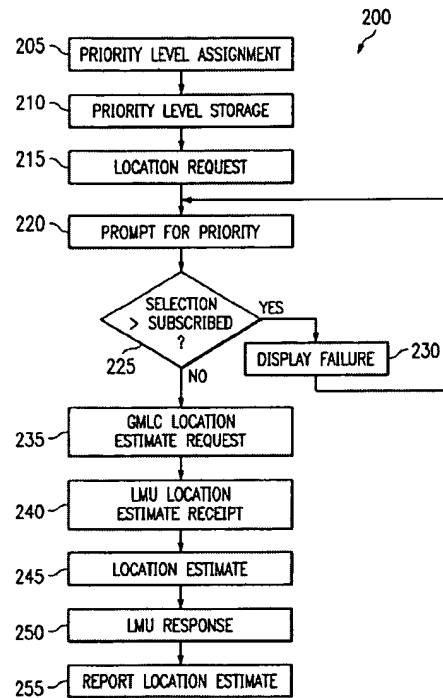 200
205
PRIORITY LEVEL ASSIGNMENT
210
PRIORITY LEVEL STORAGE
215
LOCATION REQUEST
220
PROMPT FOR PRIORITY
SELECTION
> SUBSCRIBED
?
225
YES
NO
DISPLAY FAILURE
230
235
GMLC LOCATION
ESTIMATE REQUEST
240
LMU LOCATION
ESTIMATE RECEIPT
245
LOCATION ESTIMATE
250
LMU RESPONSE
255
REPORT LOCATION ESTIMATE